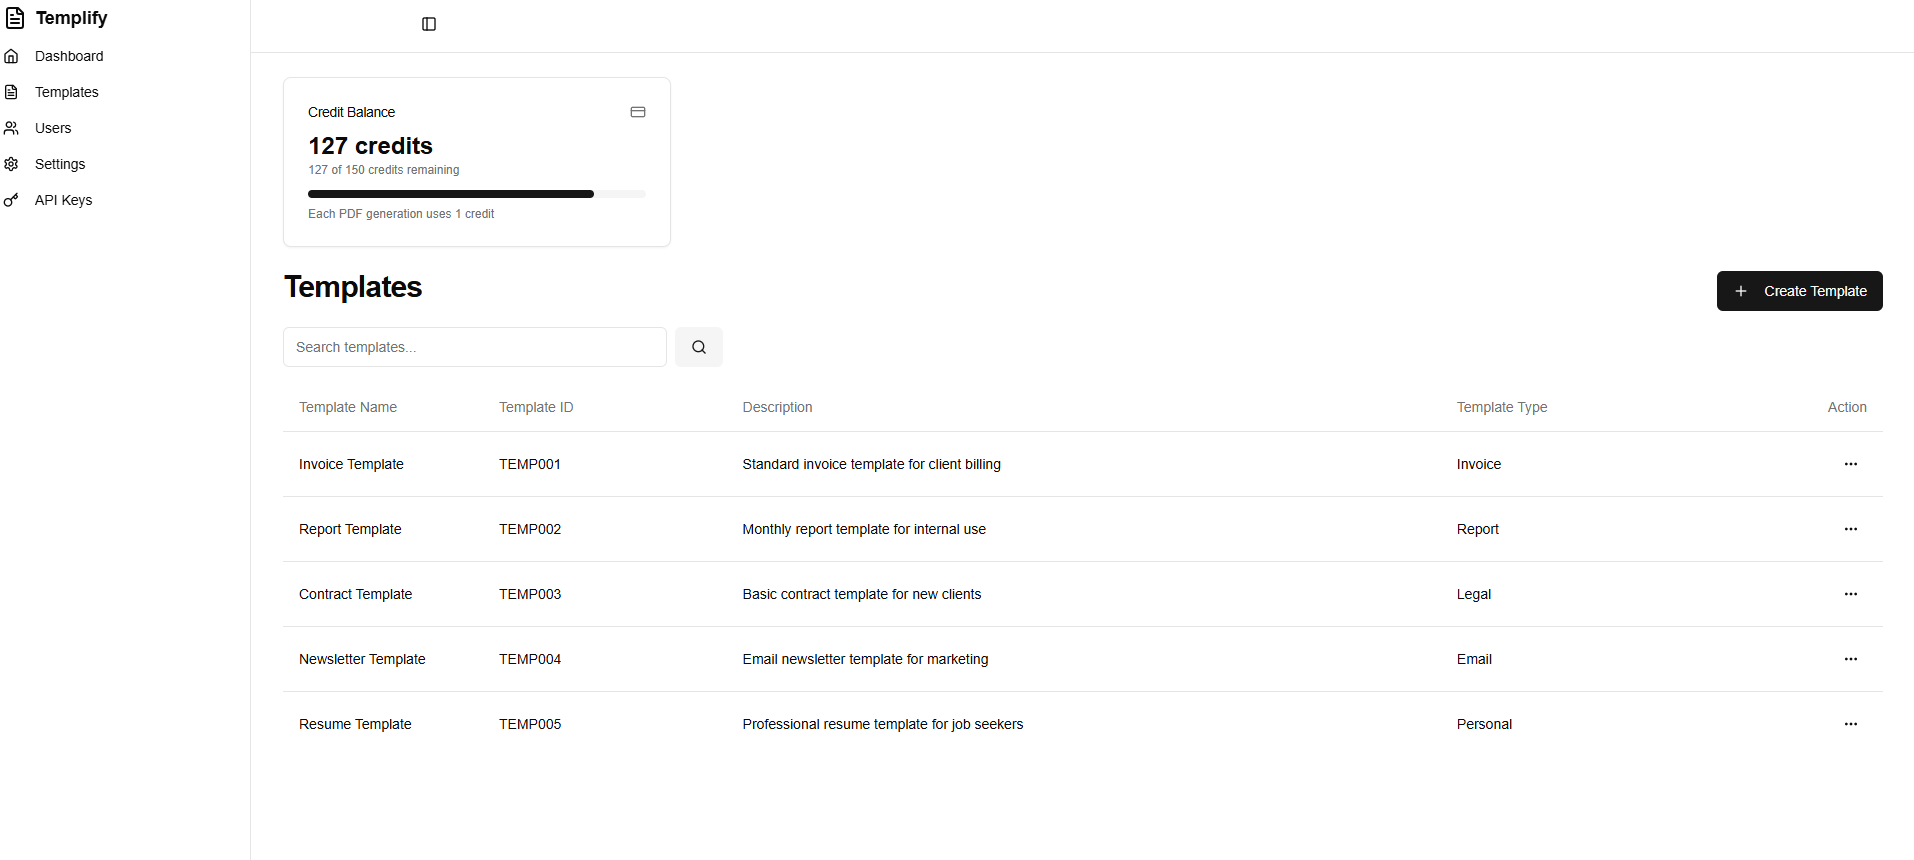 Templify
Dashboard
Templates
Users
Settings
API Keys
Credit Balance
127 credits
127 of 150 credits remaining
Each PDF generation uses 1 credit
Templates
Create Template
Search templates...
Template Name Template ID Description Template Type Action
Invoice Template TEMP001 Standard invoice template for client billing Invoice
Report Template TEMP002 Monthly report template for internal use Report
Contract Template TEMP003 Basic contract template for new clients Legal
Newsletter Template TEMP004 Email newsletter template for marketing Email
Resume Template TEMP005 Professional resume template for job seekers Personal